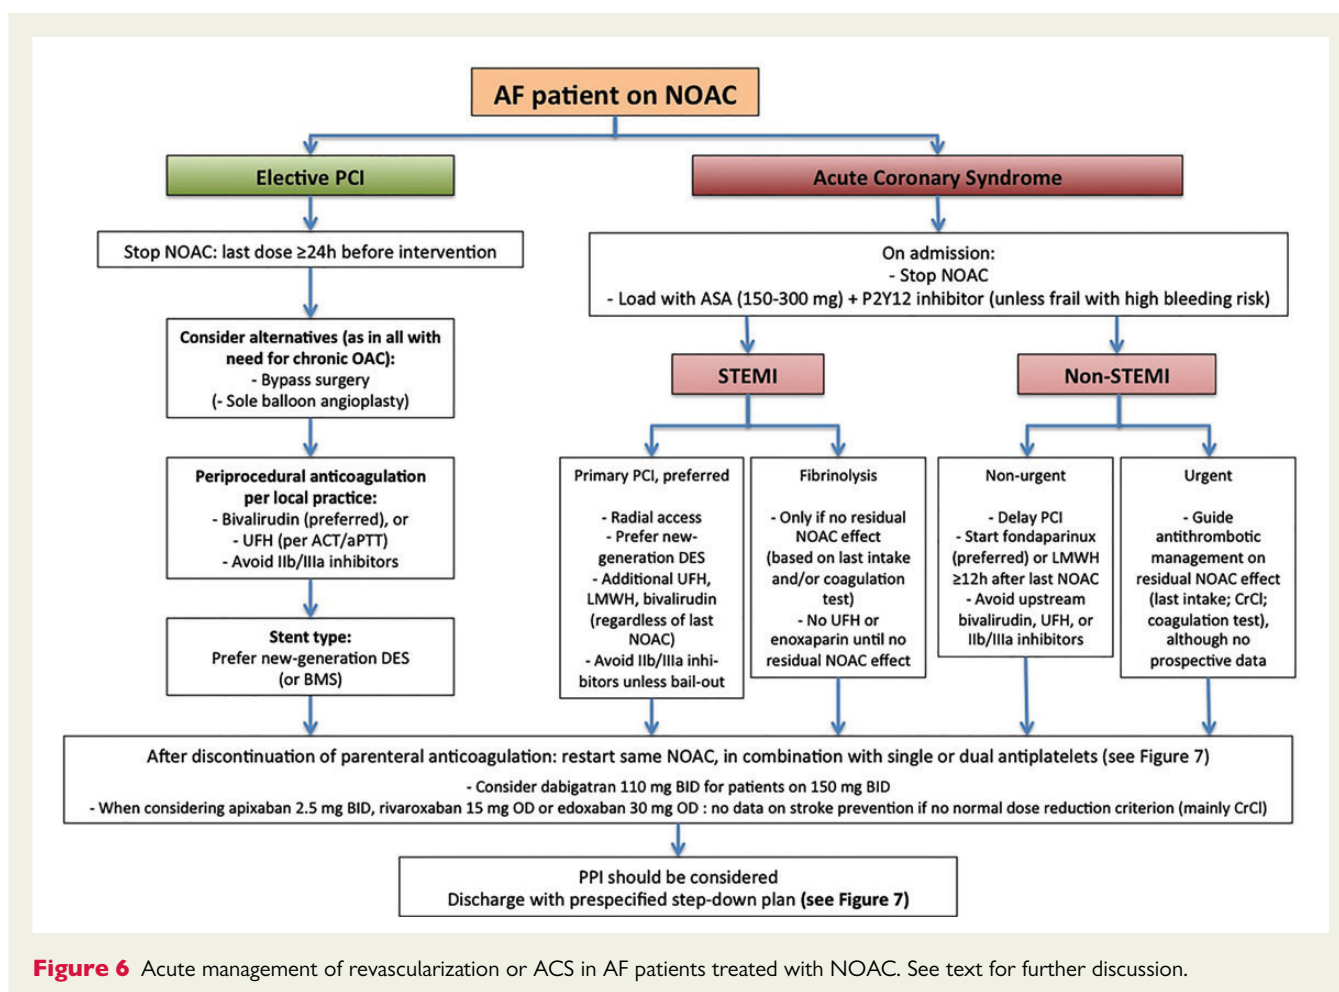 AF patient on NOAC
Elective PCI
Acute Coronary Syndrome
Stop NOAC: last dose ≥24h before intervention
On admission:
- Stop NOAC
- Load with ASA (150-300 mg) + P2Y12 inhibitor (unless frail with high bleeding risk)
Consider alternatives (as in all with
need for chronic OAC):
- Bypass surgery
(- Sole balloon angioplasty)
STEMI
Non-STEMI
Periprocedural anticoagulation
per local practice:
- Bivalirudin (preferred), or
- UFH (per ACT/aPTT)
- Avoid IIb/IIIa inhibitors
Primary PCI, preferred
- Radial access
- Prefer new-
generation DES
- Additional UFH,
LMWH, bivalirudin
(regardless of last
NOAC)
- Avoid IIb/IIIa inhi-
bitors unless bail-out
Fibrinolysis
- Only if no residual
NOAC effect
(based on last intake
and/or coagulation
test)
- No UFH or
enoxaparin until no
residual NOAC effect
Non-urgent
- Delay PCI
- Start fondaparinux
(preferred) or LMWH
≥12h after last NOAC
- Avoid upstream
bivalirudin, UFH, or
IIb/IIIa inhibitors
Urgent
- Guide
antithrombotic
management on
residual NOAC effect
(last intake; CrCl;
coagulation test),
although no
prospective data
Stent type:
Prefer new-generation DES
(or BMS)
After discontinuation of parenteral anticoagulation: restart same NOAC, in combination with single or dual antiplatelets (see Figure 7)
- Consider dabigatran 110 mg BID for patients on 150 mg BID
- When considering apixaban 2.5 mg BID, rivaroxaban 15 mg OD or edoxaban 30 mg OD : no data on stroke prevention if no normal dose reduction criterion (mainly CrCl)
PPI should be considered
Discharge with prespecified step-down plan (see Figure 7)
Figure 6 Acute management of revascularization or ACS in AF patients treated with NOAC. See text for further discussion.